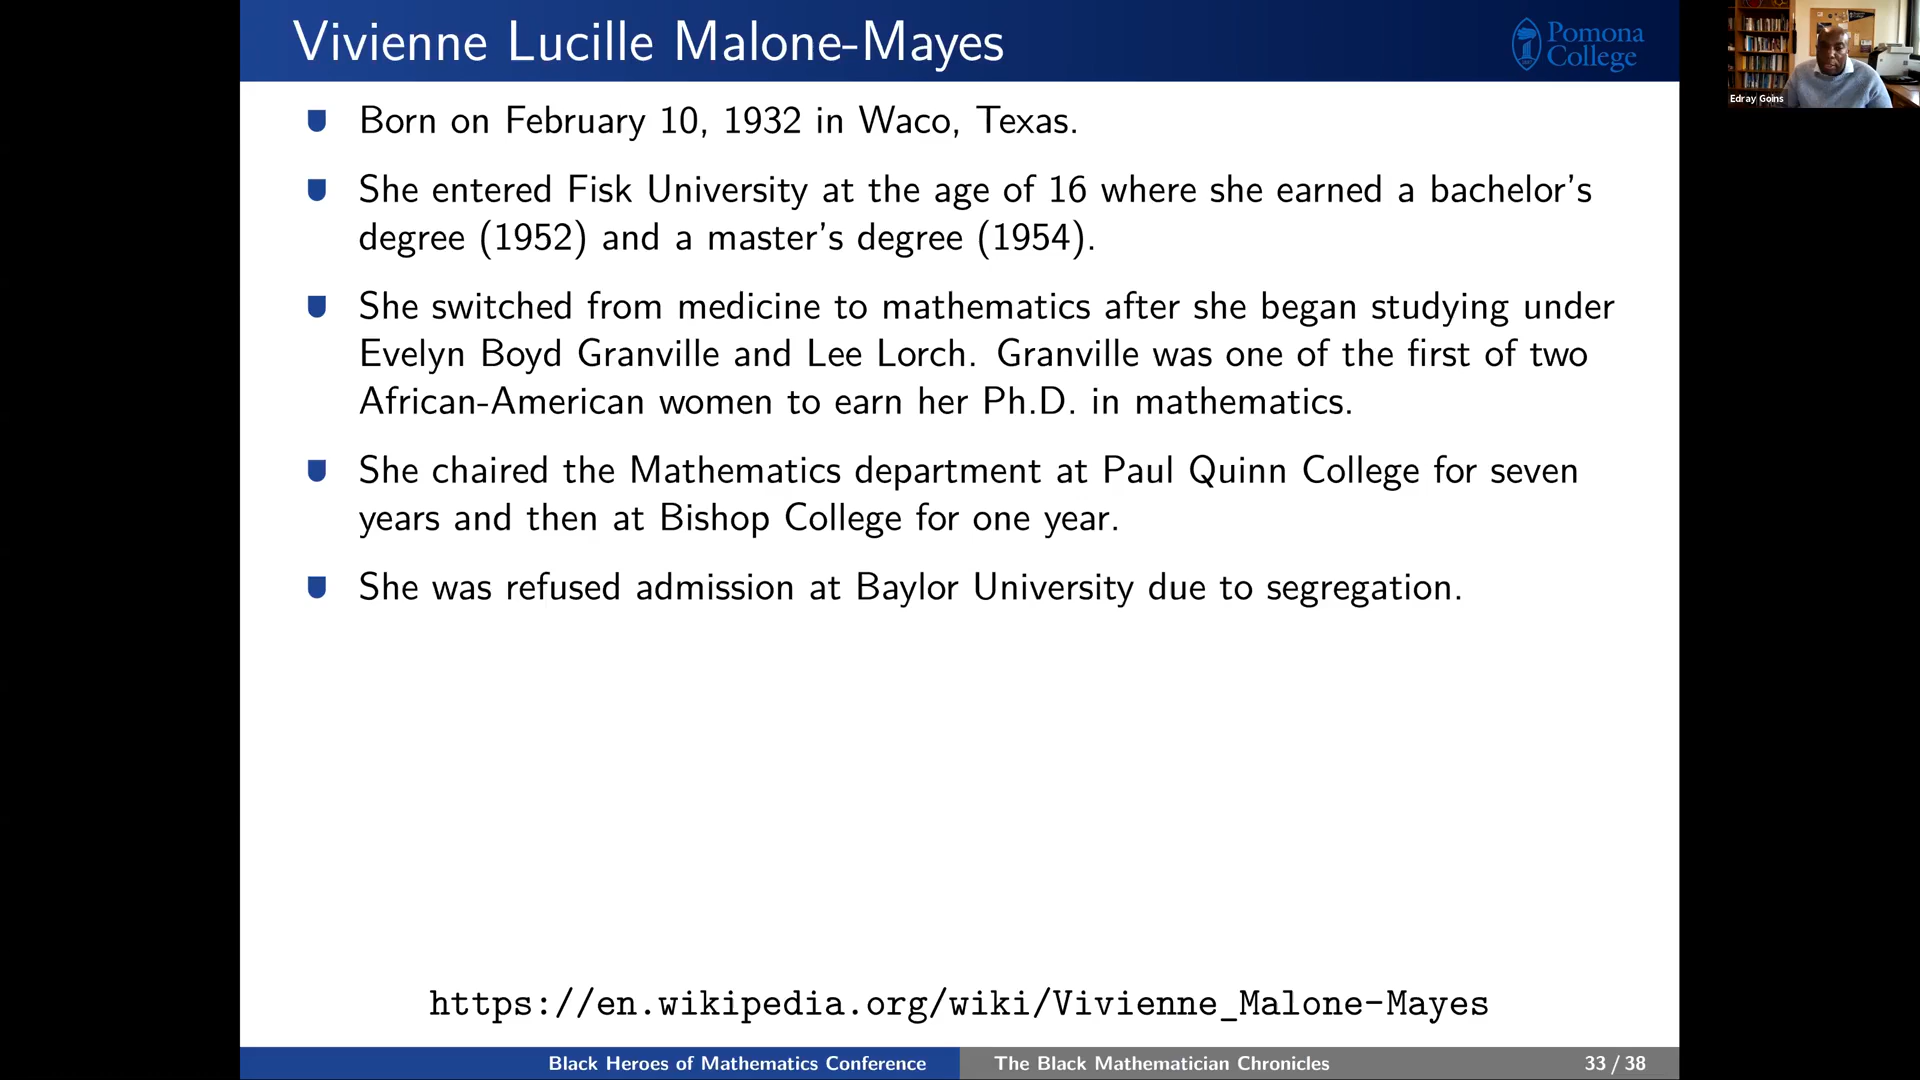 Vivienne Lucille Malone-Mayes
Pomona
College
Edray Goins
Born on February 10, 1932 in Waco, Texas.
She entered Fisk University at the age of 16 where she earned a bachelor's
degree (1952) and a master's degree (1954).
She switched from medicine to mathematics after she began studying under
Evelyn Boyd Granville and Lee Lorch. Granville was one of the first of two
African-American women to earn her Ph.D. in mathematics.
She chaired the Mathematics department at Paul Quinn College for seven
years and then at Bishop College for one year.
She was refused admission at Baylor University due to segregation.
https://en.wikipedia.org/wiki/Vivienne_Malone-Mayes
Black Heroes of Mathematics Conference
The Black Mathematician Chronicles
33 / 38